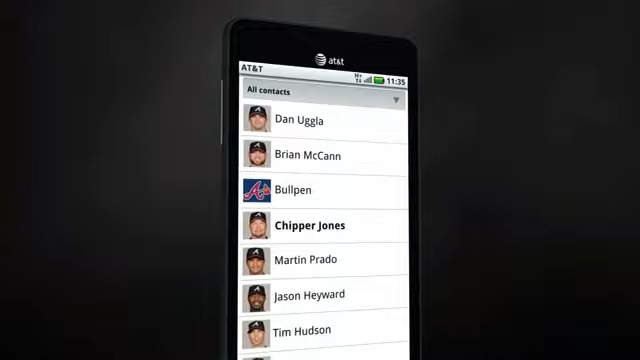 at&t
AT&T
H+
11:35
All contacts
Dan Uggla
Brian McCann
Bullpen
Chipper Jones
Martin Prado
Jason Heyward
Tim Hudson